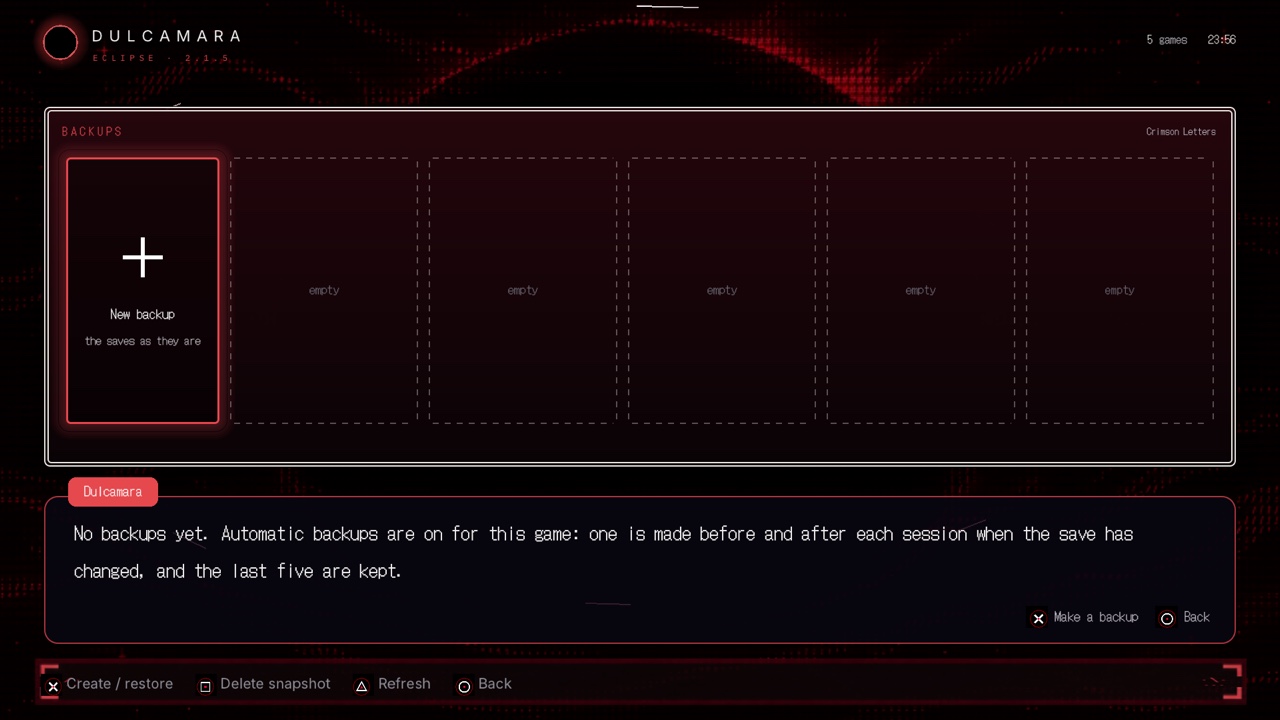 DULCAMARA
ECLIPSE · 2.1.5
5 games 23:56
BACKUPS
Crimson Letters
New backup
the saves as they are
empty
empty
empty
empty
empty
Dulcamara
No backups yet. Automatic backups are on for this game: one is made before and after each session when the save has
changed, and the last five are kept.
Make a backup Back
Create / restore Delete snapshot Refresh Back